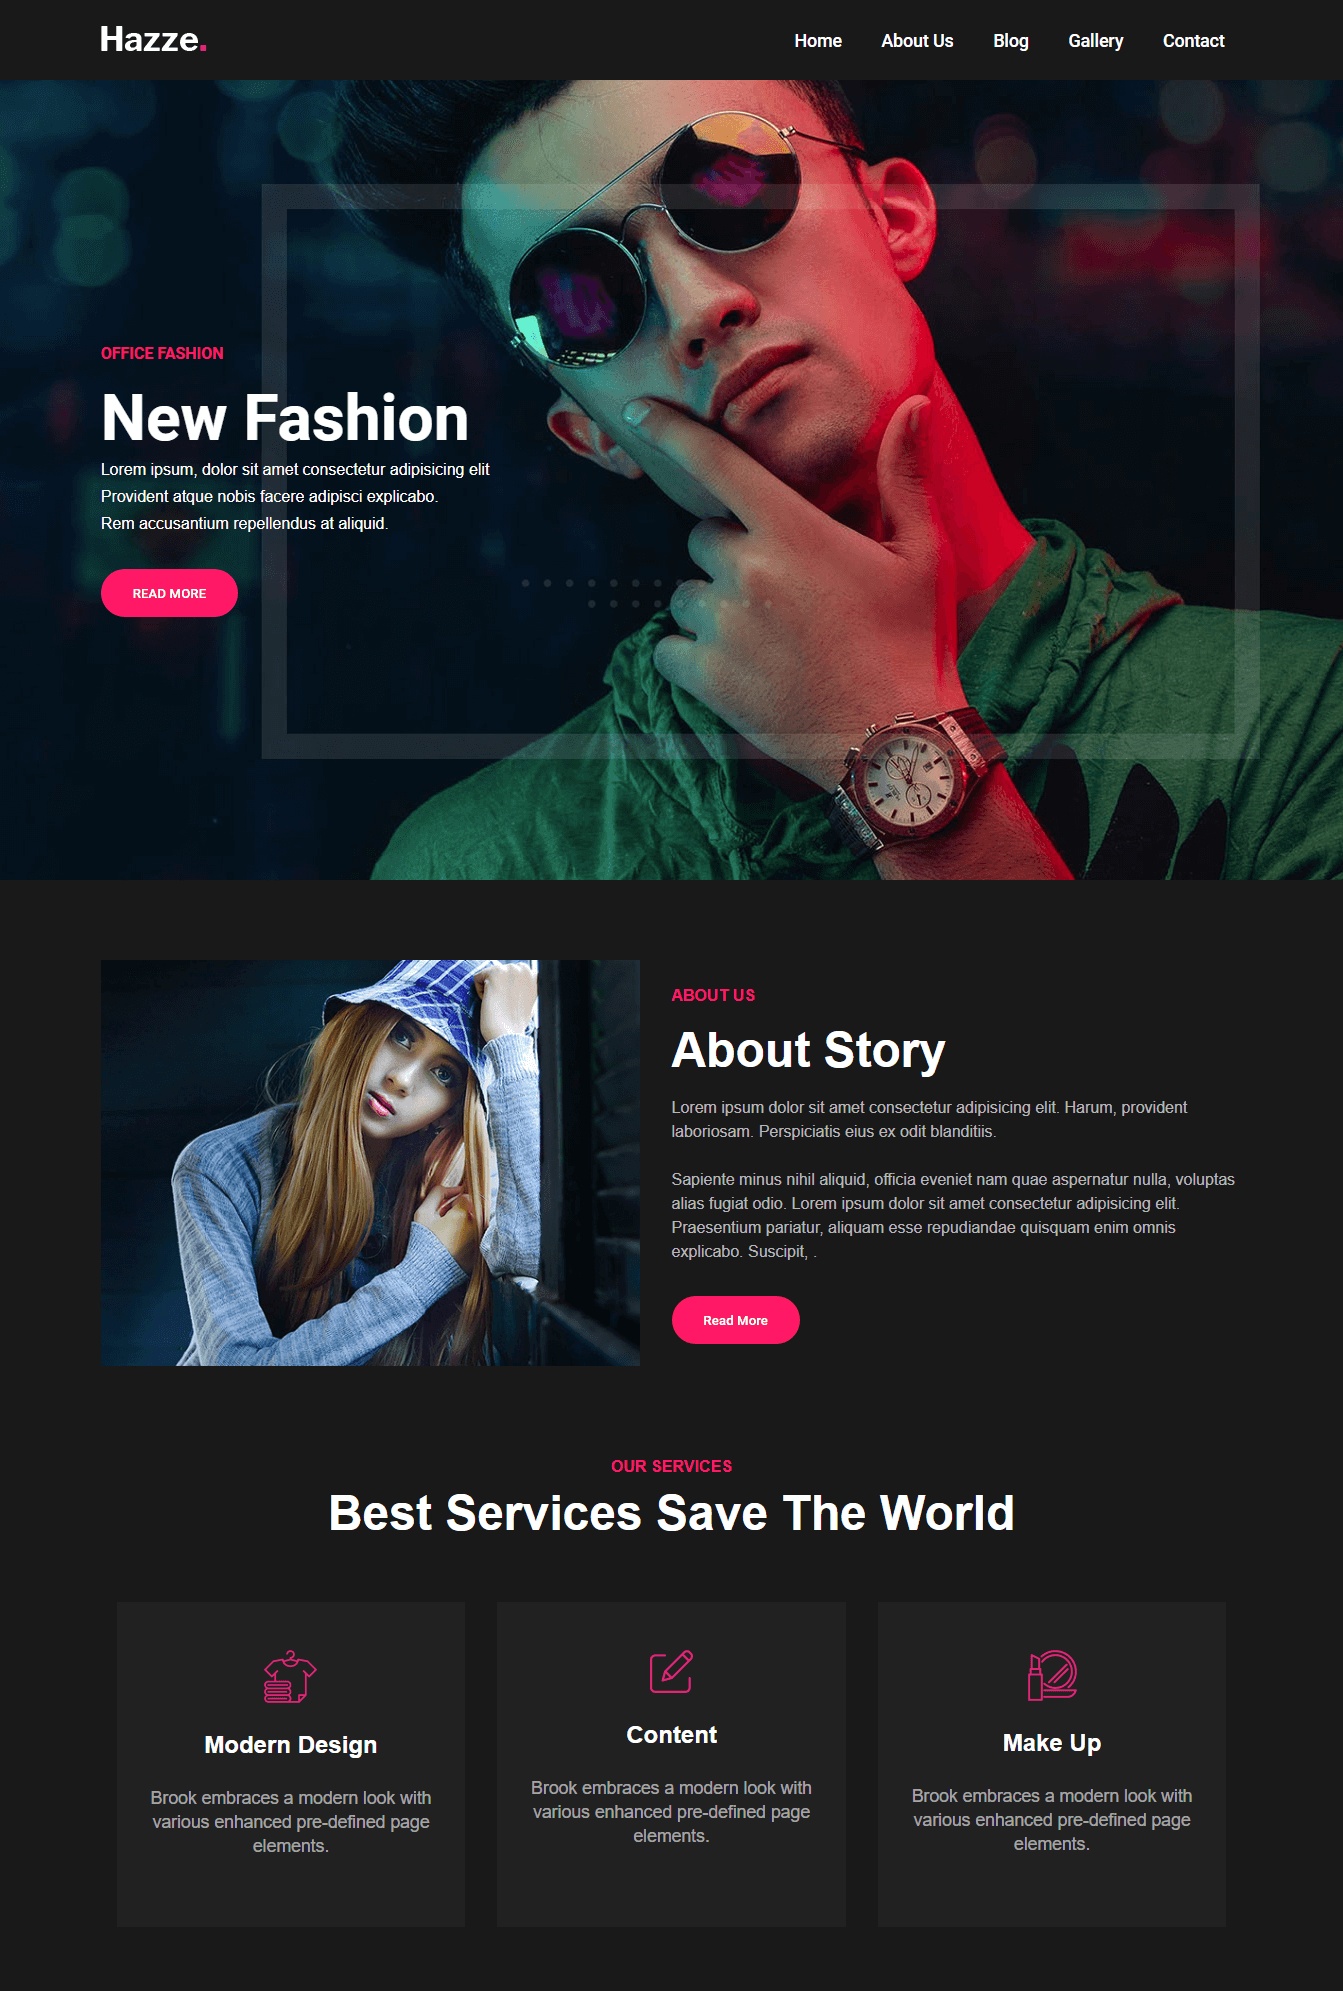 Hazze.
Home About Us Blog Gallery Contact
OFFICE FASHION
New Fashion
Lorem ipsum, dolor sit amet consectetur adipisicing elit
Provident atque nobis facere adipisci explicabo.
Rem accusantium repellendus at aliquid.
READ MORE
ABOUT US
About Story
Lorem ipsum dolor sit amet consectetur adipisicing elit. Harum, provident
laboriosam. Perspiciatis eius ex odit blanditiis.
Sapiente minus nihil aliquid, officia eveniet nam quae aspernatur nulla, voluptas
alias fugiat odio. Lorem ipsum dolor sit amet consectetur adipisicing elit.
Praesentium pariatur, aliquam esse repudiandae quisquam enim omnis
explicabo. Suscipit, .
Read More
OUR SERVICES
Best Services Save The World
Modern Design
Brook embraces a modern look with
various enhanced pre-defined page
elements.
Content
Brook embraces a modern look with
various enhanced pre-defined page
elements.
Make Up
Brook embraces a modern look with
various enhanced pre-defined page
elements.